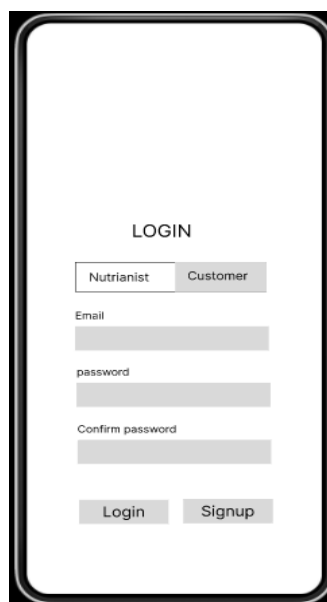 LOGIN
Nutrianist Customer
Email
password
Confirm password
Login Signup